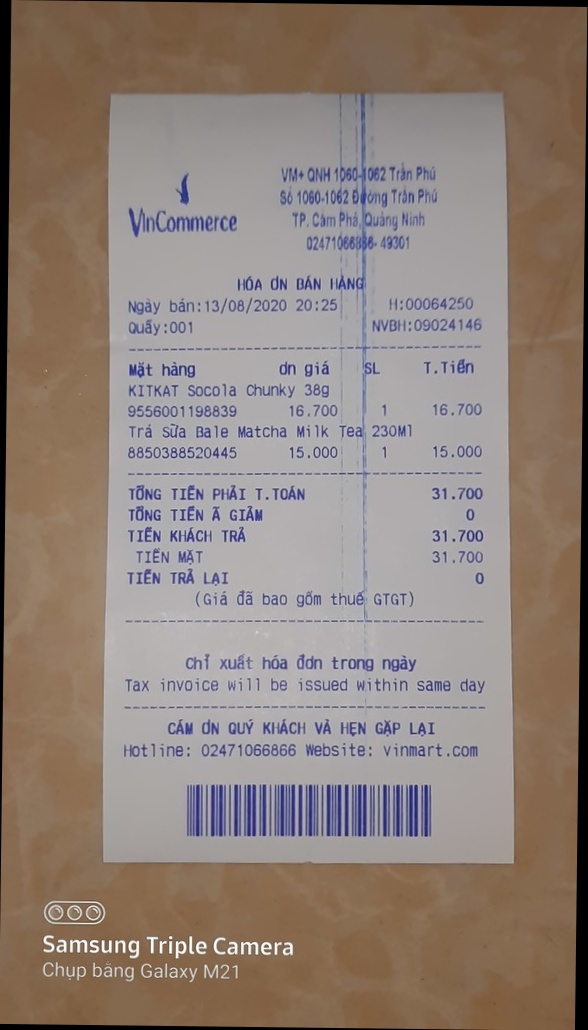 VinCommerce
VM+ QNH 1060-1062 Trần Phú
Số 1060-1062 Đường Trần Phú
TP. Cẩm Phả, Quảng Ninh
02471066866- 49301
HÓA ƠN BÁN HÀNG
Ngày bán:13/08/2020 20:25 H:00064250
Quầy:001 NVBH:09024146
Mặt hàng ơn giá SL T.Tiền
KITKAT Socola Chunky 38g
9556001198839 16.700 1 16.700
Trà Sữa Bale Matcha Milk Tea 230Ml
8850388520445 15.000 1 15.000
TỔNG TIỀN PHẢI T.TOÁN 31.700
TỔNG TIỀN Ã GIẢM 0
TIỀN KHÁCH TRẢ 31.700
TIỀN MẶT 31.700
TIỀN TRẢ LẠI 0
(Giá đã bao gồm thuế GTGT)
Chỉ xuất hóa đơn trong ngày
Tax invoice will be issued within same day
CẢM ƠN QUÝ KHÁCH VÀ HẸN GẶP LẠI
Hotline: 02471066866 Website: vinmart.com
Samsung Triple Camera
Chụp bằng Galaxy M21